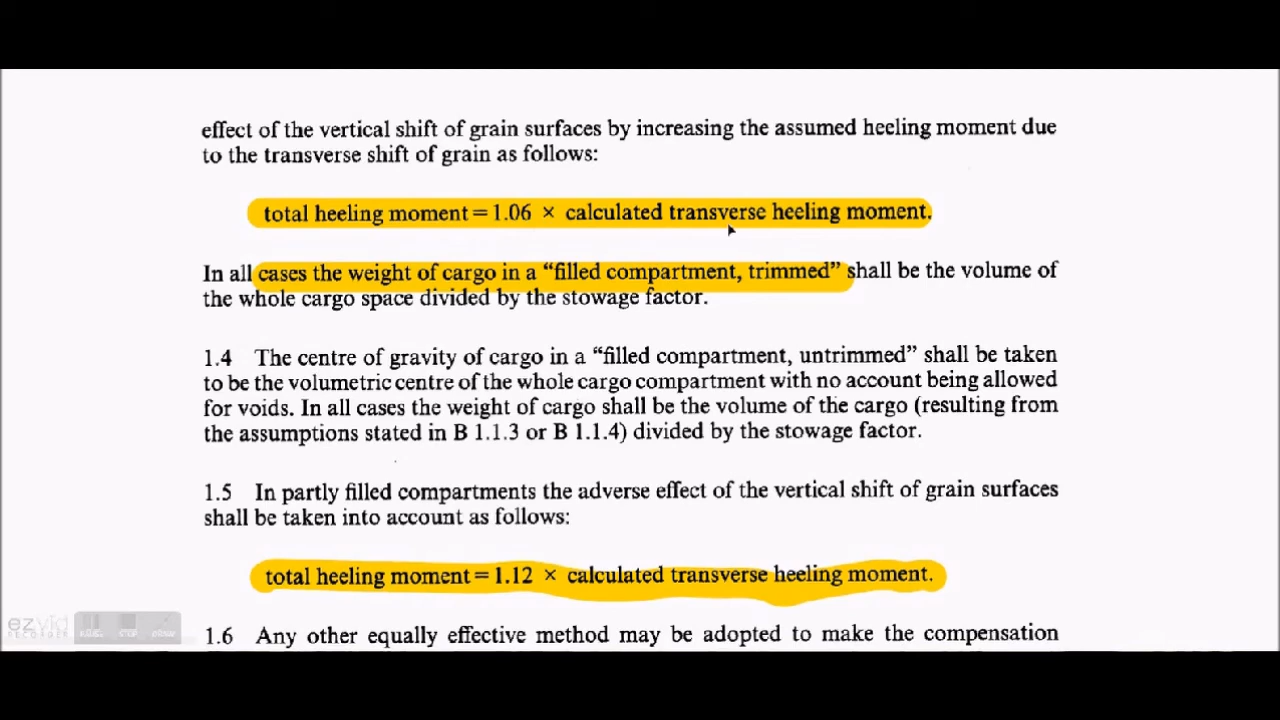 effect of the vertical shift of grain surfaces by increasing the assumed heeling moment due
to the transverse shift of grain as follows:
total heeling moment = 1.06 × calculated transverse heeling moment.
In all cases the weight of cargo in a “filled compartment, trimmed” shall be the volume of
the whole cargo space divided by the stowage factor.
1.4 The centre of gravity of cargo in a “filled compartment, untrimmed” shall be taken
to be the volumetric centre of the whole cargo compartment with no account being allowed
for voids. In all cases the weight of cargo shall be the volume of the cargo (resulting from
the assumptions stated in B 1.1.3 or B 1.1.4) divided by the stowage factor.
1.5 In partly filled compartments the adverse effect of the vertical shift of grain surfaces
shall be taken into account as follows:
total heeling moment = 1.12 × calculated transverse heeling moment.
ezvid
RECORDER
PAUSE STOP DRAW
1.6 Any other equally effective method may be adopted to make the compensation